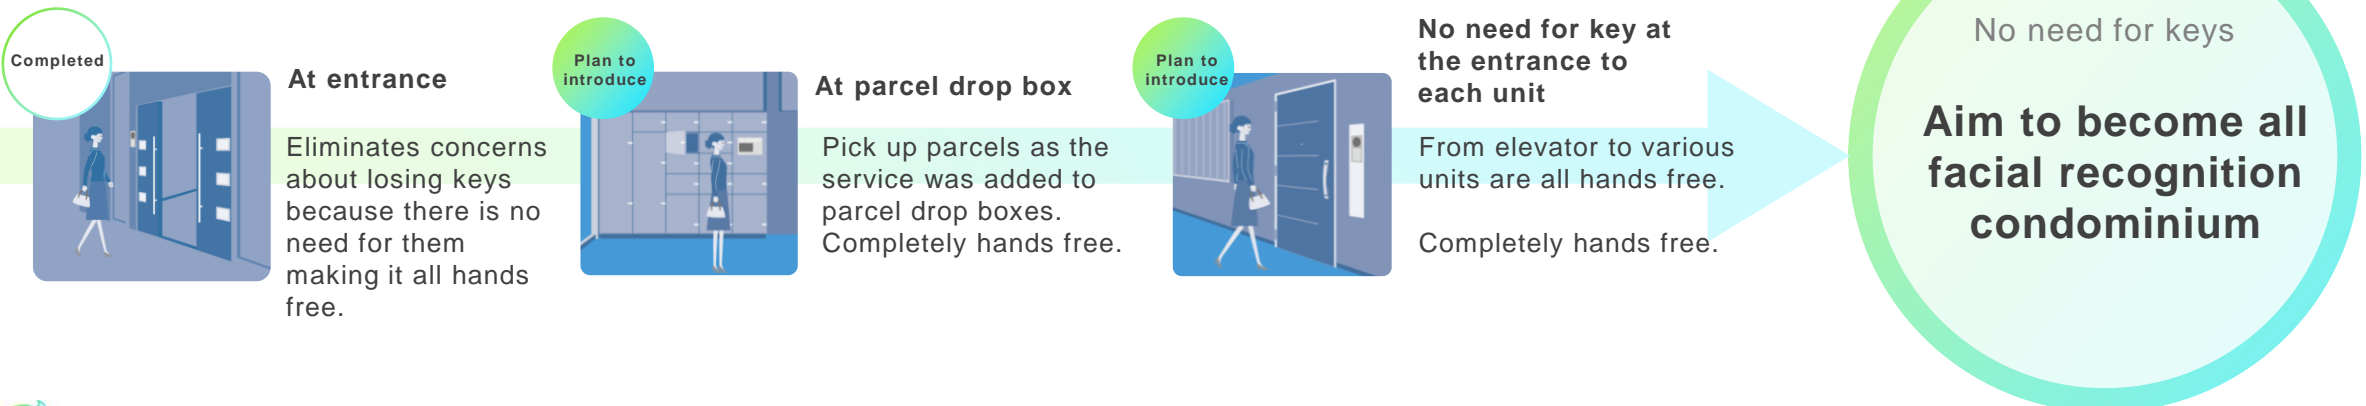 Completed
At entrance
Eliminates concerns
about losing keys
because there is no
need for them
making it all hands
free.
Plan to
introduce
At parcel drop box
Pick up parcels as the
service was added to
parcel drop boxes.
Completely hands free.
Plan to
introduce
No need for key at
the entrance to
each unit
From elevator to various
units are all hands free.
Completely hands free.
No need for keys
Aim to become all
facial recognition
condominium